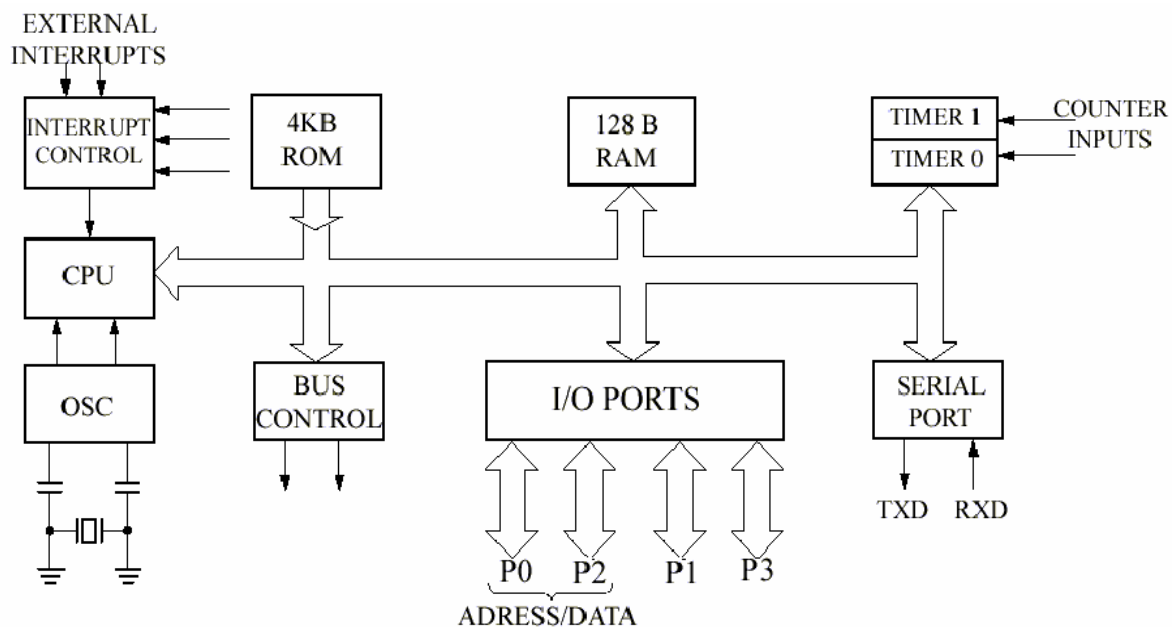 EXTERNAL
INTERRUPTS
INTERRUPT
CONTROL
4KB
ROM
128 B
RAM
TIMER 1
TIMER 0
COUNTER
INPUTS
CPU
OSC
BUS
CONTROL
I/O PORTS
SERIAL
PORT
TXD RXD
P0 P2 P1 P3
ADRESS/DATA